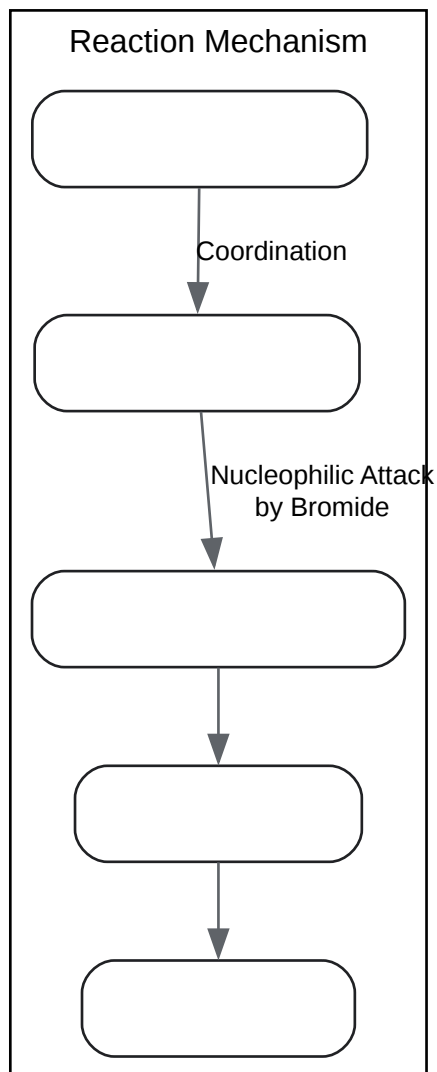 Reaction Mechanism
Coordination
Nucleophilic Attack
by Bromide